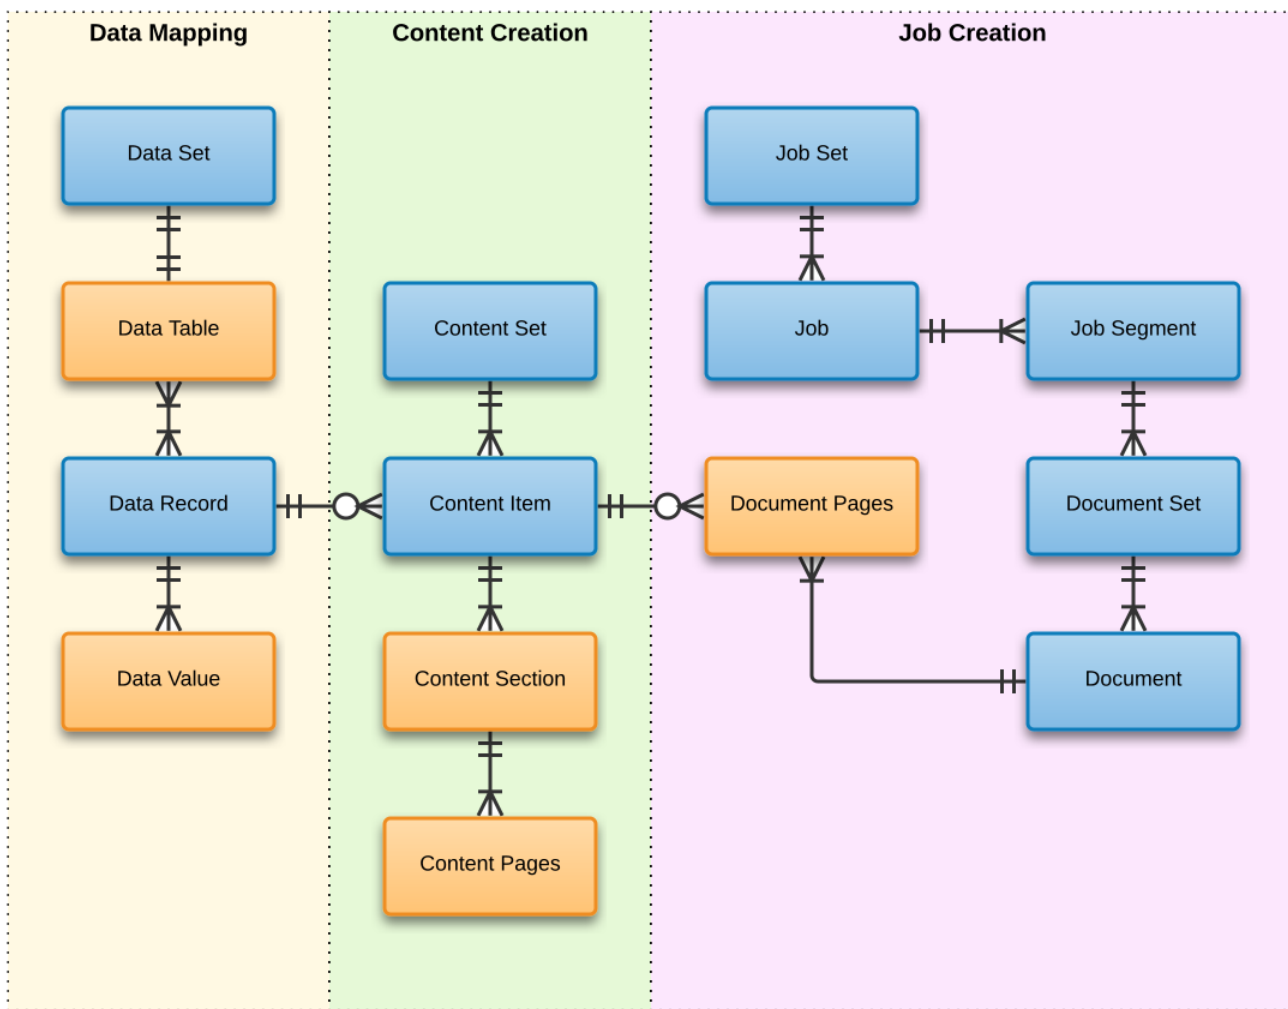 Data Mapping
Content Creation
Job Creation
Data Set
Job Set
Data Table
Content Set
Job
Job Segment
Data Record
Content Item
Document Pages
Document Set
Data Value
Content Section
Document
Content Pages